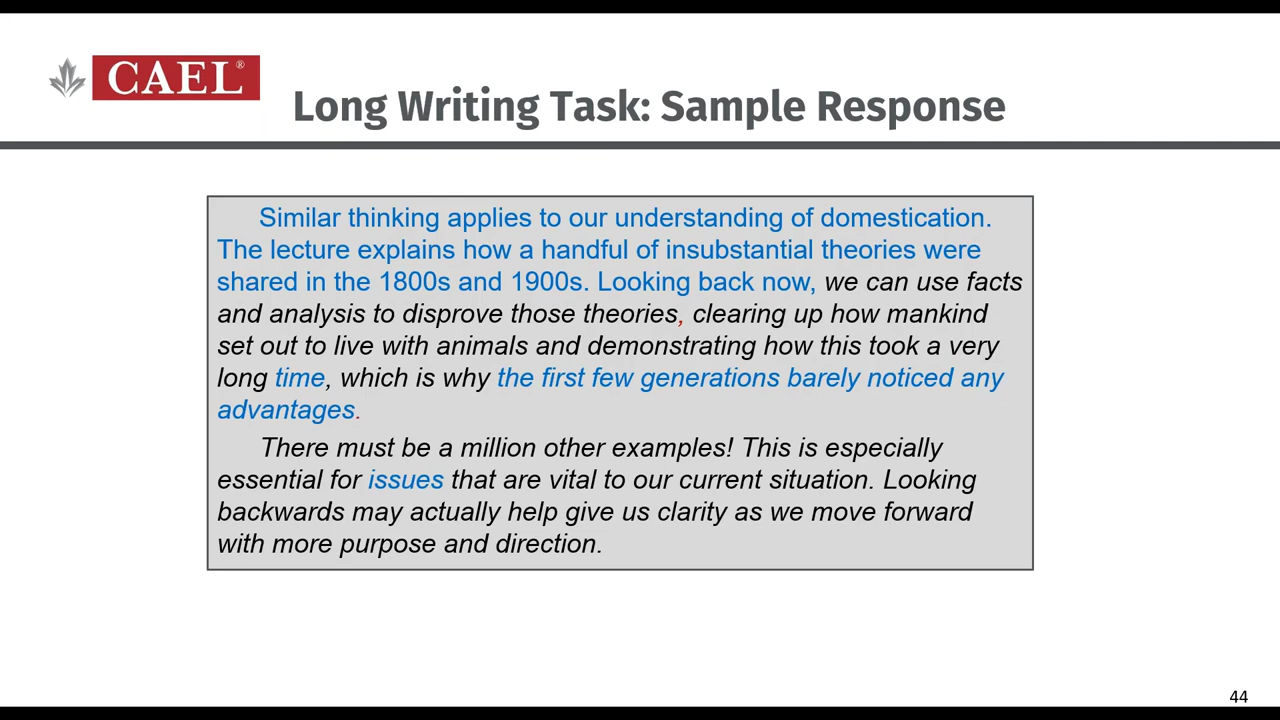 CAEL®
Long Writing Task: Sample Response
Similar thinking applies to our understanding of domestication.
The lecture explains how a handful of insubstantial theories were
shared in the 1800s and 1900s. Looking back now, we can use facts
and analysis to disprove those theories, clearing up how mankind
set out to live with animals and demonstrating how this took a very
long time, which is why the first few generations barely noticed any
advantages.
There must be a million other examples! This is especially
essential for issues that are vital to our current situation. Looking
backwards may actually help give us clarity as we move forward
with more purpose and direction.
44